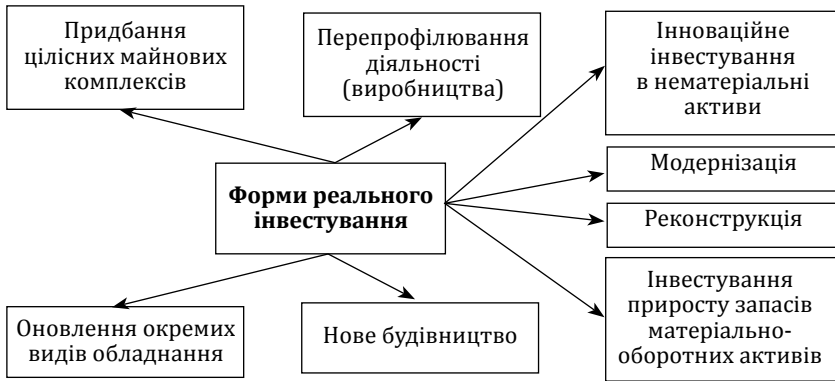 Придбання
цілісних майнових
комплексів
Перепрофілювання
діяльності
(виробництва)
Інноваційне
інвестування
в нематеріальні
активи
Форми реального
інвестування
Модернізація
Реконструкція
Оновлення окремих
видів обладнання
Нове будівництво
Інвестування
приросту запасів
матеріально-
оборотних активів